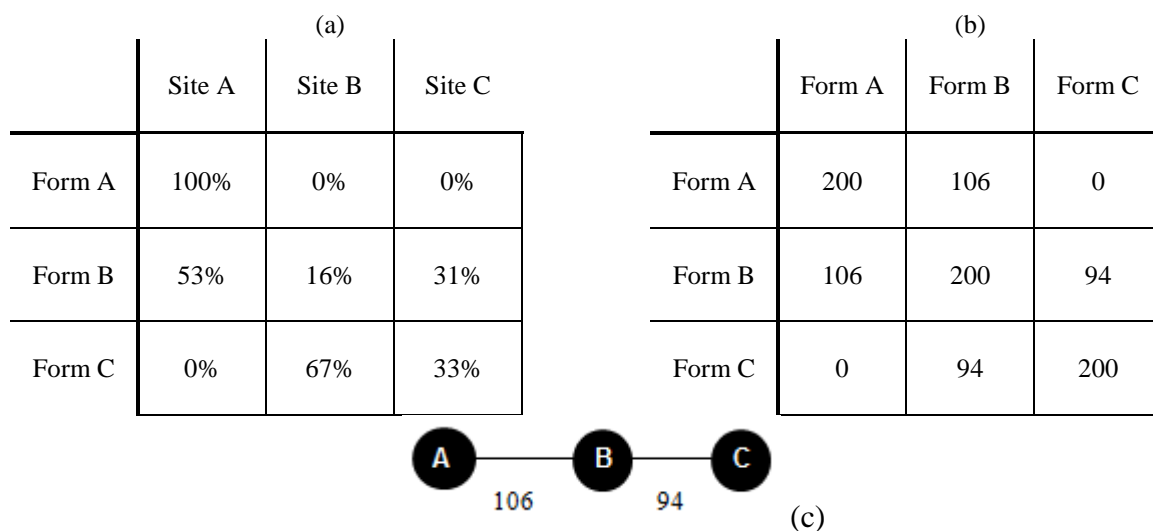 (a) (b)
Site A Site B Site C Form A Form B Form C
Form A 100% 0% 0% Form A 200 106 0
Form B 53% 16% 31% Form B 106 200 94
Form C 0% 67% 33% Form C 0 94 200
A B C
106 94 (c)